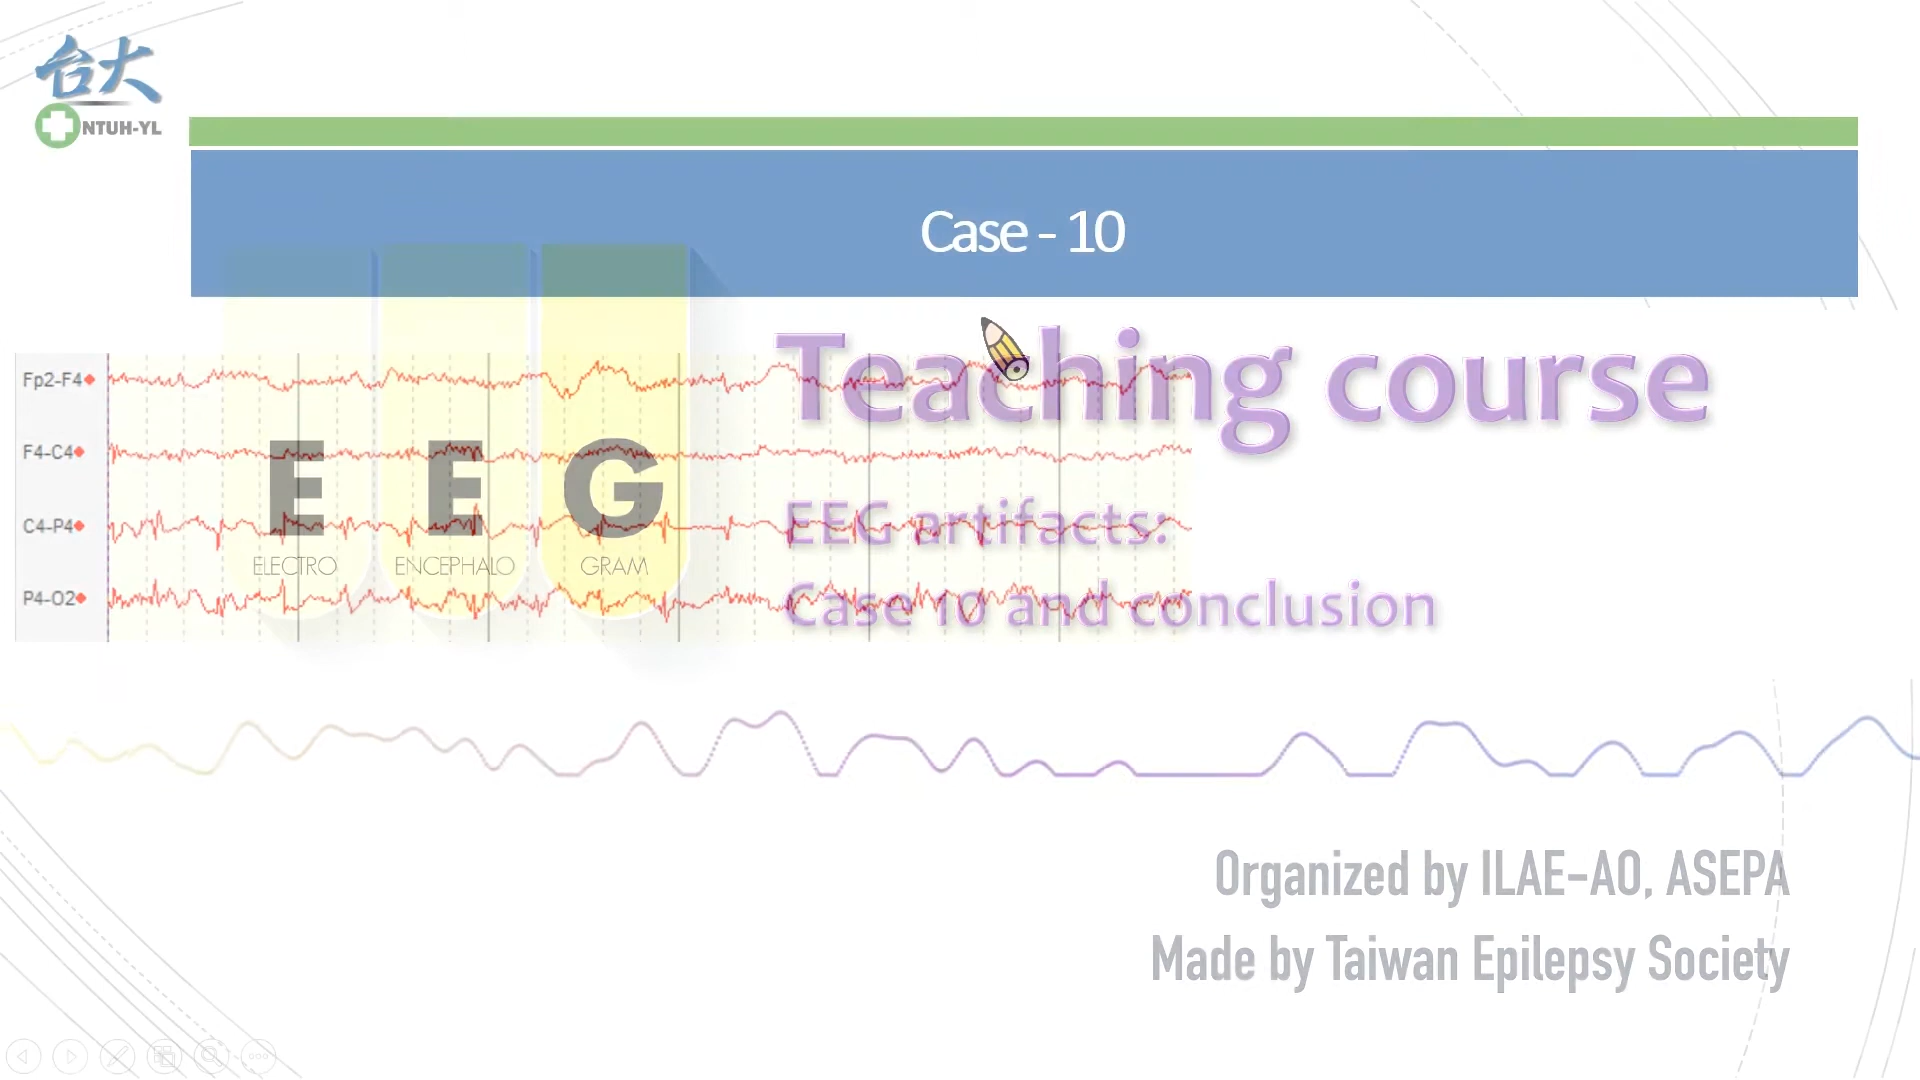 台大
NTUH-YL
Case - 10
Teaching course
Fp2-F4
F4-C4
C4-P4
P4-O2
E E G
ELECTRO ENCEPHALO GRAM
EEG artifacts:
Case 10 and conclusion
Organized by ILAE-AO, ASEPA
Made by Taiwan Epilepsy Society